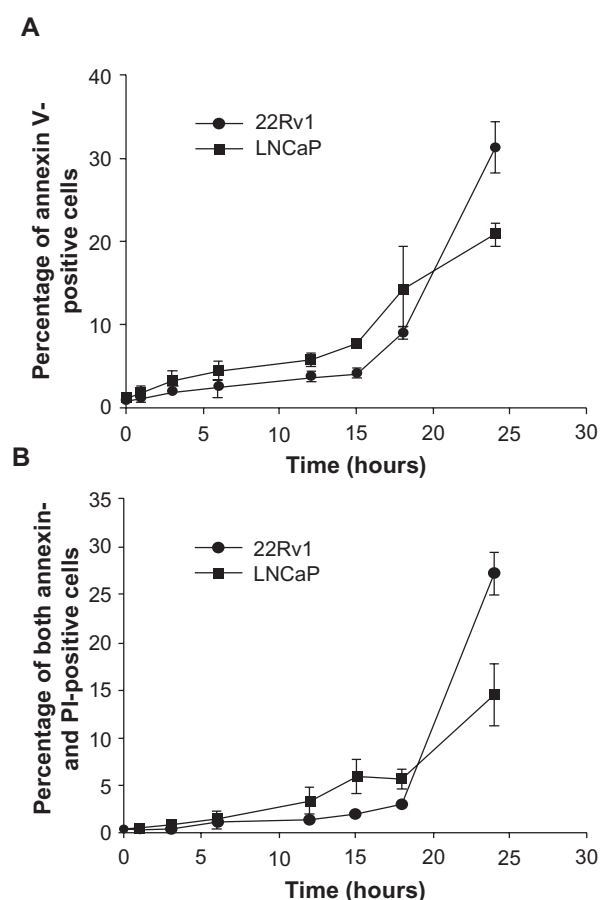 A
Percentage of annexin V-
positive cells
40
30
20
10
0
22Rv1
LNCaP
0 5 10 15 20 25 30
Time (hours)
B
Percentage of both annexin-
and PI-positive cells
35
30
25
20
15
10
5
0
22Rv1
LNCaP
0 5 10 15 20 25 30
Time (hours)